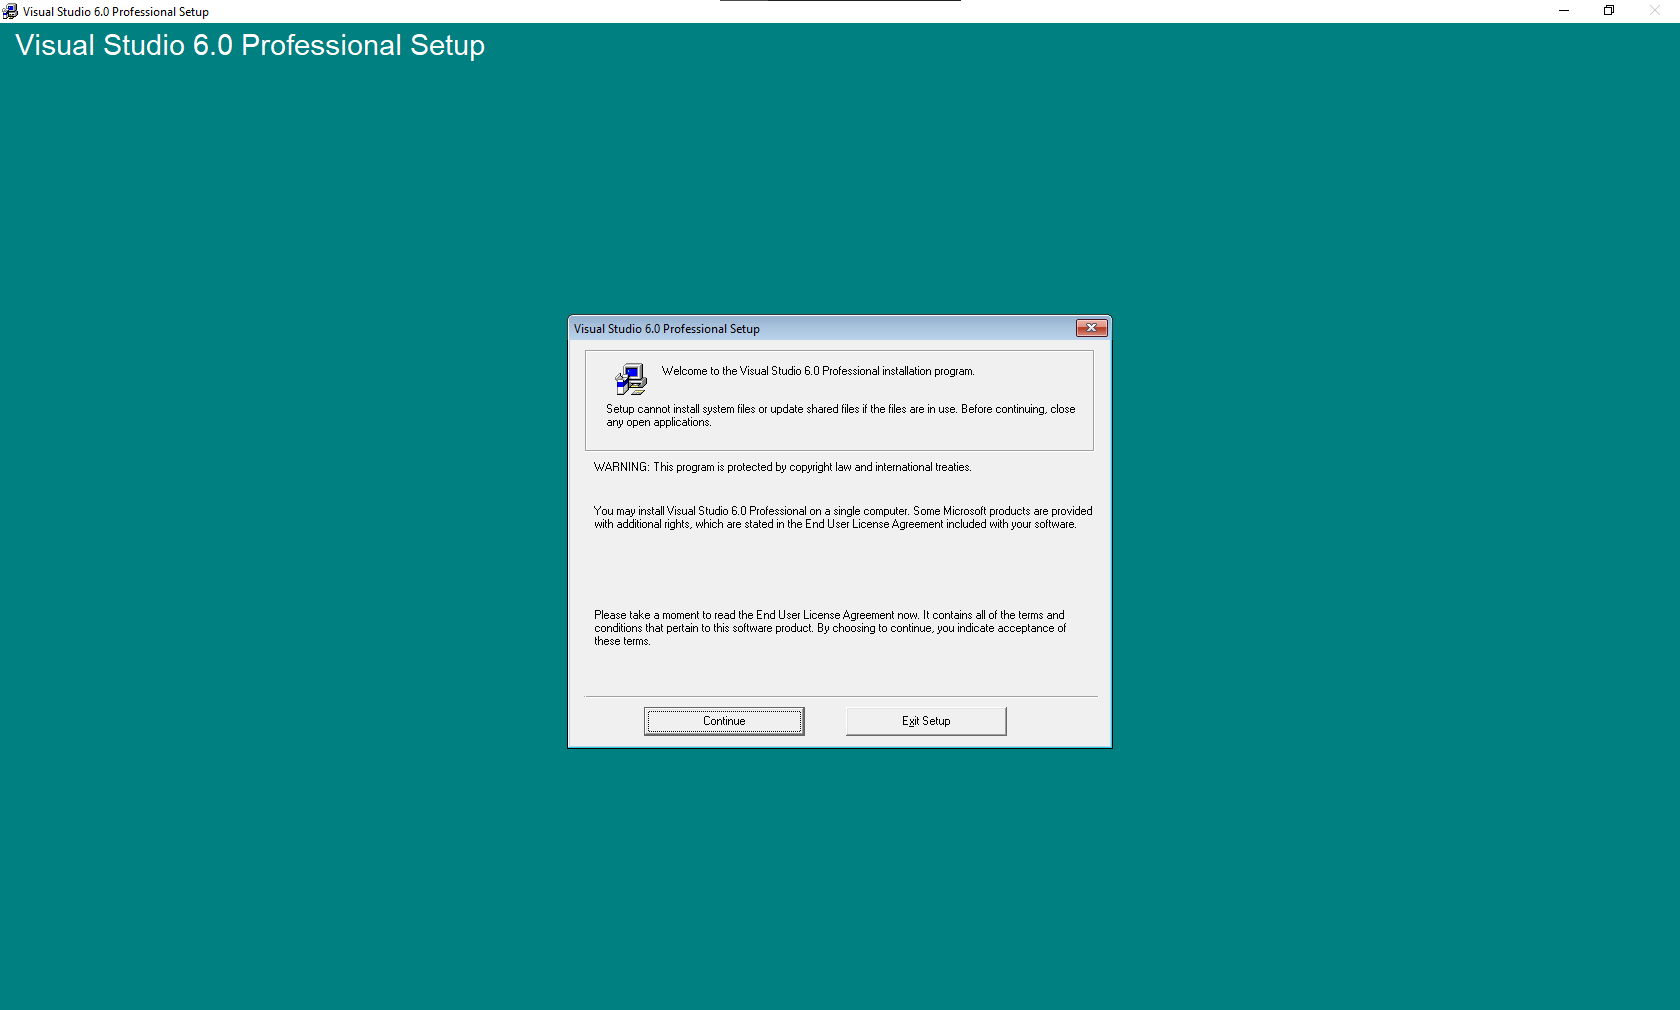 Visual Studio 6.0 Professional Setup
Visual Studio 6.0 Professional Setup
Visual Studio 6.0 Professional Setup
Welcome to the Visual Studio 6.0 Professional installation program.
Setup cannot install system files or update shared files if the files are in use. Before continuing, close
any open applications.
WARNING: This program is protected by copyright law and international treaties.
You may install Visual Studio 6.0 Professional on a single computer. Some Microsoft products are provided
with additional rights, which are stated in the End User License Agreement included with your software.
Please take a moment to read the End User License Agreement now. It contains all of the terms and
conditions that pertain to this software product. By choosing to continue, you indicate acceptance of
these terms.
Continue
Exit Setup